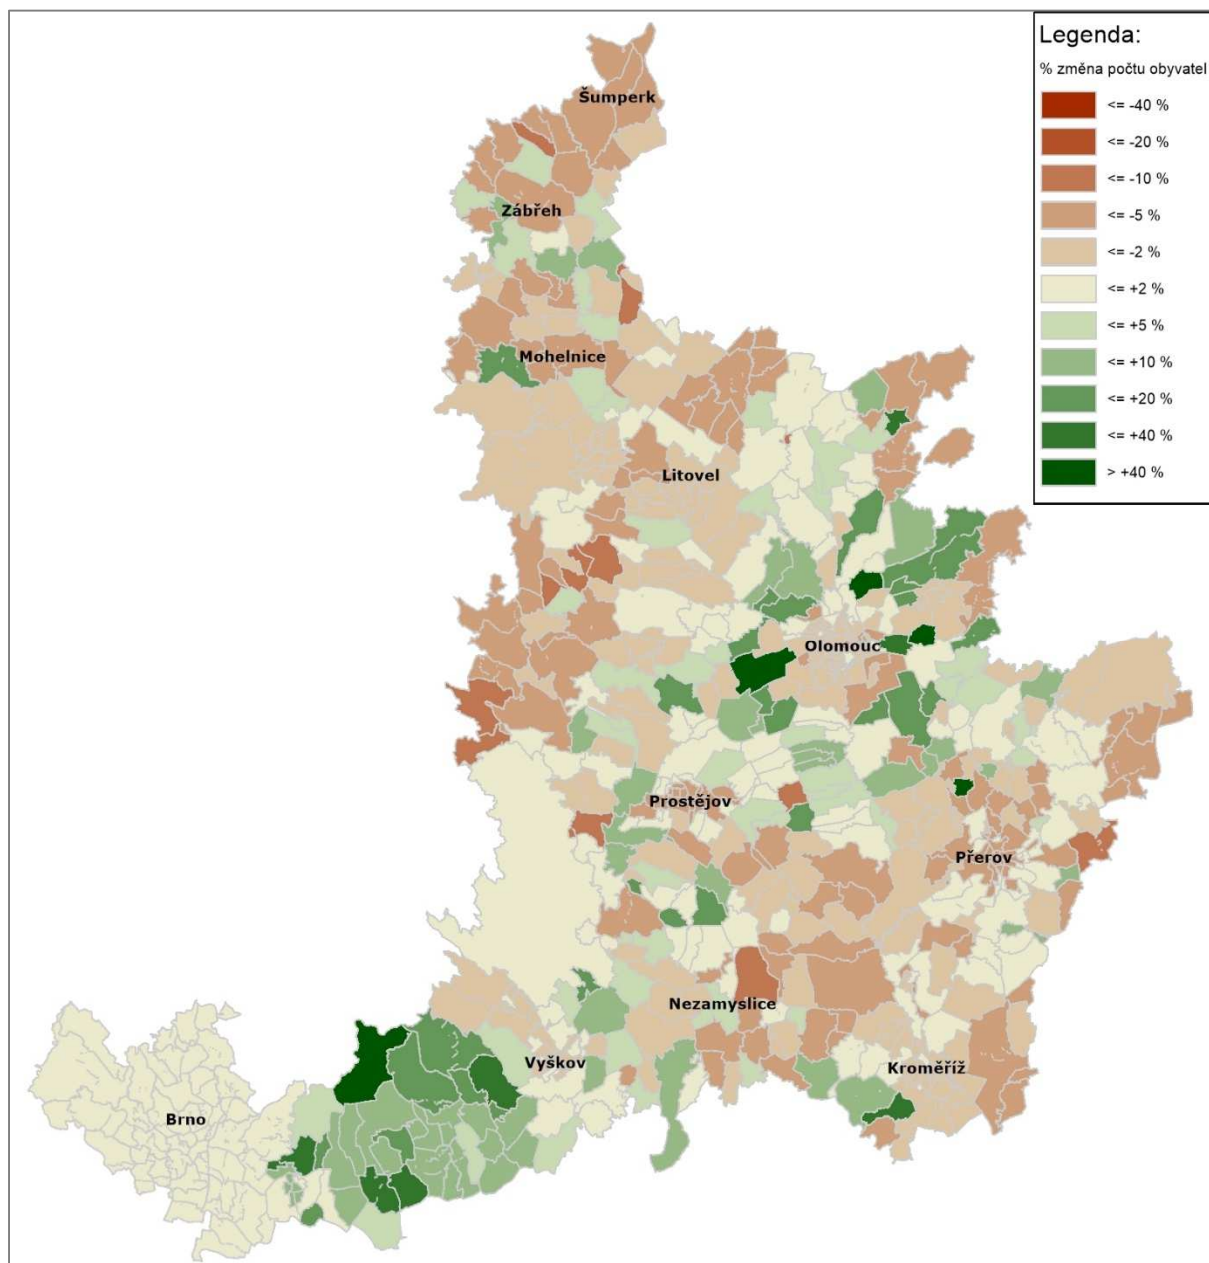 Legenda:
% změna počtu obyvatel
<= -40 %
<= -20 %
<= -10 %
<= -5 %
<= -2 %
<= +2 %
<= +5 %
<= +10 %
<= +20 %
<= +40 %
> +40 %
Šumperk
Zábřeh
Mohelnice
Litovel
Olomouc
Prostějov
Přerov
Nezamyslice
Vyškov
Kroměříž
Brno